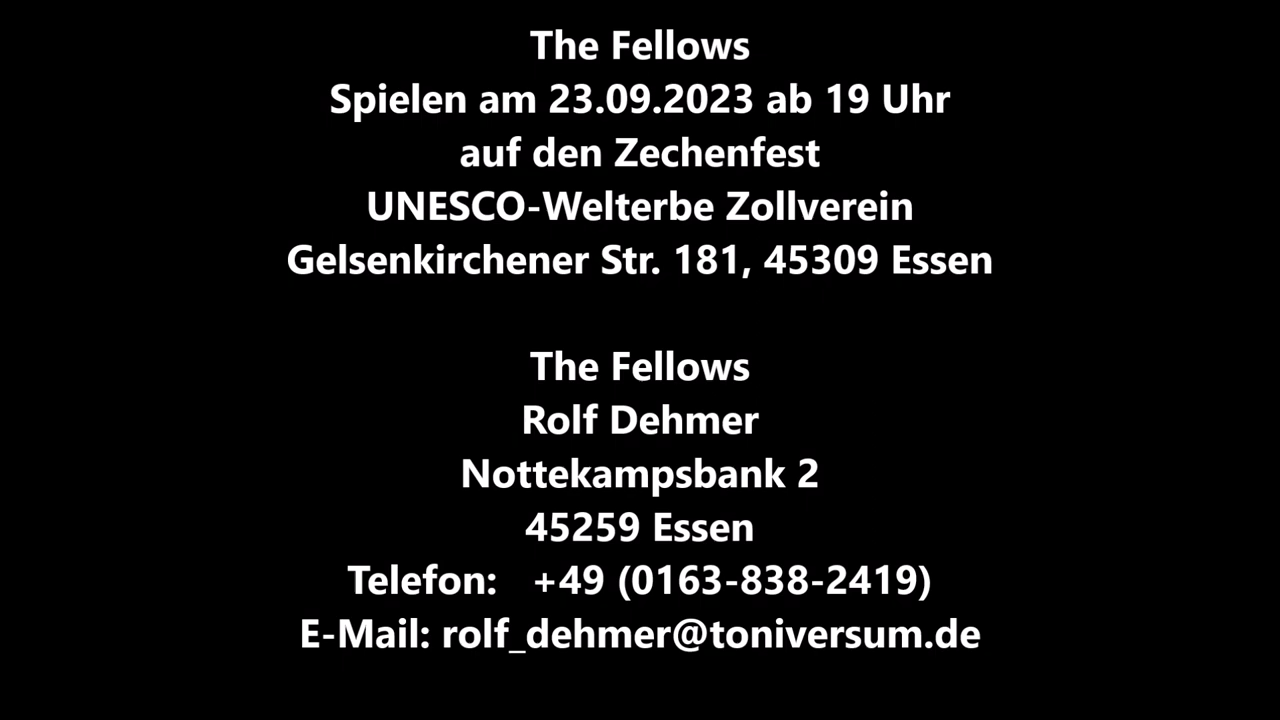 The Fellows
Spielen am 23.09.2023 ab 19 Uhr
auf den Zechenfest
UNESCO-Welterbe Zollverein
Gelsenkirchener Str. 181, 45309 Essen
The Fellows
Rolf Dehmer
Nottekampsbank 2
45259 Essen
Telefon: +49 (0163-838-2419)
E-Mail: rolf_dehmer@toniversum.de